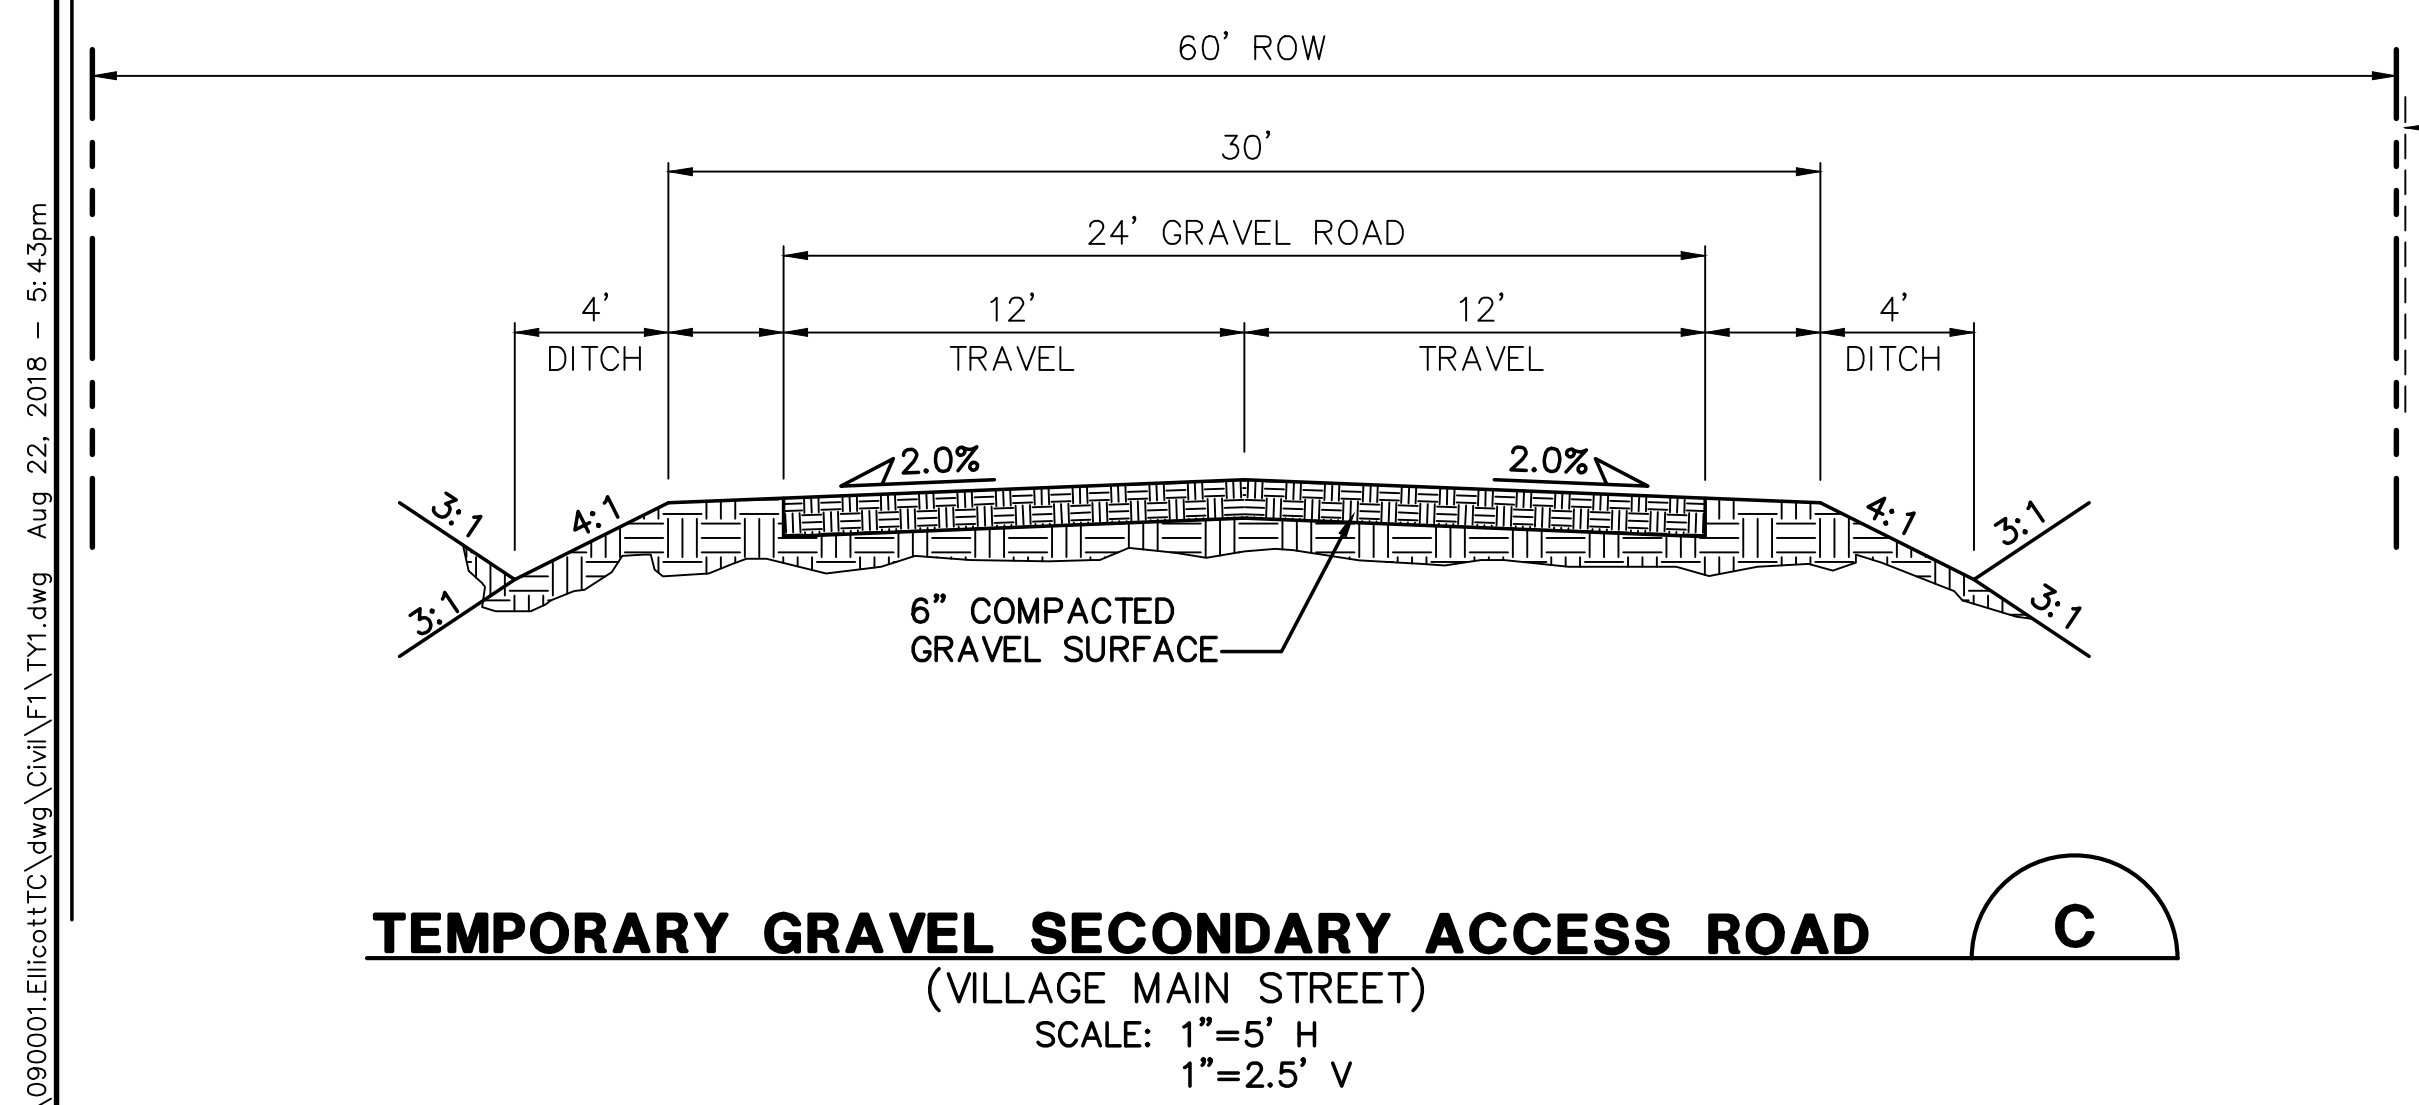 60' ROW
30'
24' GRAVEL ROAD
4' 12' 12' 4'
DITCH TRAVEL TRAVEL DITCH
2.0% 2.0%
3:1 4:1 4:1 3:1
3:1 3:1
6" COMPACTED
GRAVEL SURFACE
TEMPORARY GRAVEL SECONDARY ACCESS ROAD C
(VILLAGE MAIN STREET)
SCALE: 1"=5' H
1"=2.5' V
\090001.EllicottTC\dwg\Civil\F1\TY1.dwg Aug 22, 2018 - 5:43pm